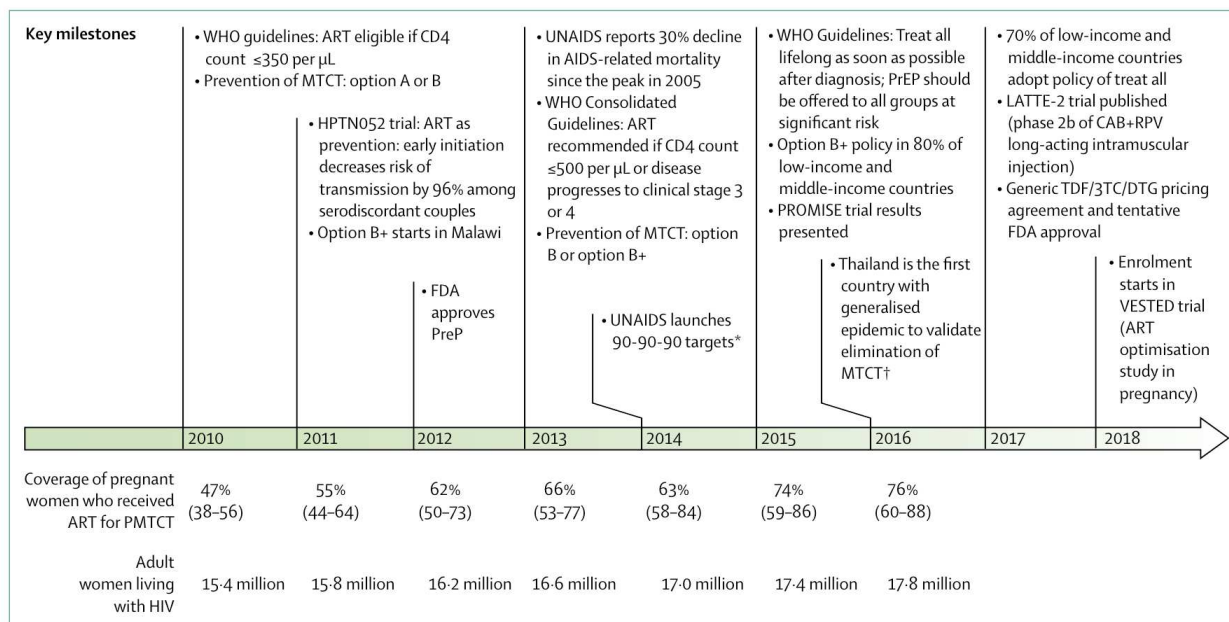 Key milestones
• WHO guidelines: ART eligible if CD4
count ≤350 per µL
• Prevention of MTCT: option A or B
• HPTN052 trial: ART as
prevention: early initiation
decreases risk of
transmission by 96% among
serodiscordant couples
• Option B+ starts in Malawi
• FDA
approves
PreP
• UNAIDS reports 30% decline
in AIDS-related mortality
since the peak in 2005
• WHO Consolidated
Guidelines: ART
recommended if CD4 count
≤500 per µL or disease
progresses to clinical stage 3
or 4
• Prevention of MTCT: option
B or option B+
• UNAIDS launches
90-90-90 targets*
• WHO Guidelines: Treat all
lifelong as soon as possible
after diagnosis; PrEP should
be offered to all groups at
significant risk
• Option B+ policy in 80% of
low-income and
middle-income countries
• PROMISE trial results
presented
• Thailand is the first
country with
generalised
epidemic to validate
elimination of
MTCT†
• 70% of low-income and
middle-income countries
adopt policy of treat all
• LATTE-2 trial published
(phase 2b of CAB+RPV
long-acting intramuscular
injection)
• Generic TDF/3TC/DTG pricing
agreement and tentative
FDA approval
• Enrolment
starts in
VESTED trial
(ART
optimisation
study in
pregnancy)
2010 2011 2012 2013 2014 2015 2016 2017 2018
Coverage of pregnant
women who received
ART for PMTCT
47% 55% 62% 66% 63% 74% 76%
(38–56) (44–64) (50–73) (53–77) (58–84) (59–86) (60–88)
Adult
women living
with HIV
15·4 million 15·8 million 16·2 million 16·6 million 17·0 million 17·4 million 17·8 million